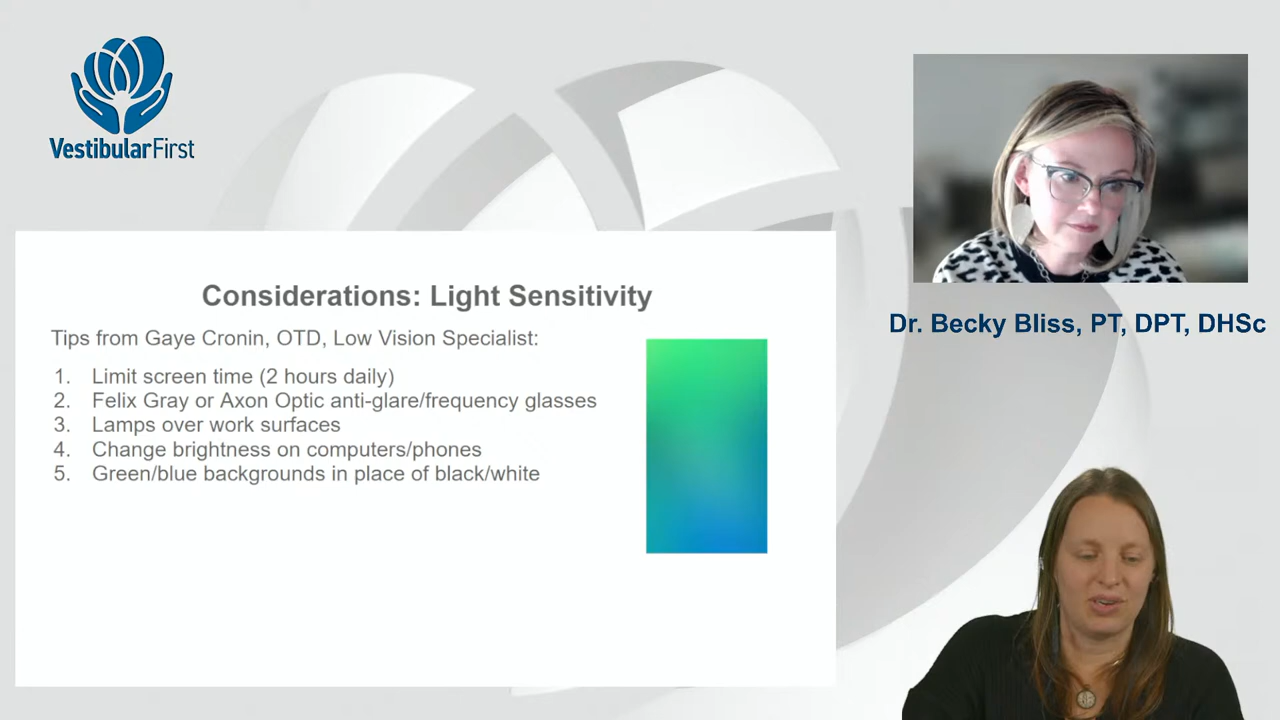 VestibularFirst
Considerations: Light Sensitivity
Tips from Gaye Cronin, OTD, Low Vision Specialist:
1. Limit screen time (2 hours daily)
2. Felix Gray or Axon Optic anti-glare/frequency glasses
3. Lamps over work surfaces
4. Change brightness on computers/phones
5. Green/blue backgrounds in place of black/white
Dr. Becky Bliss, PT, DPT, DHSc